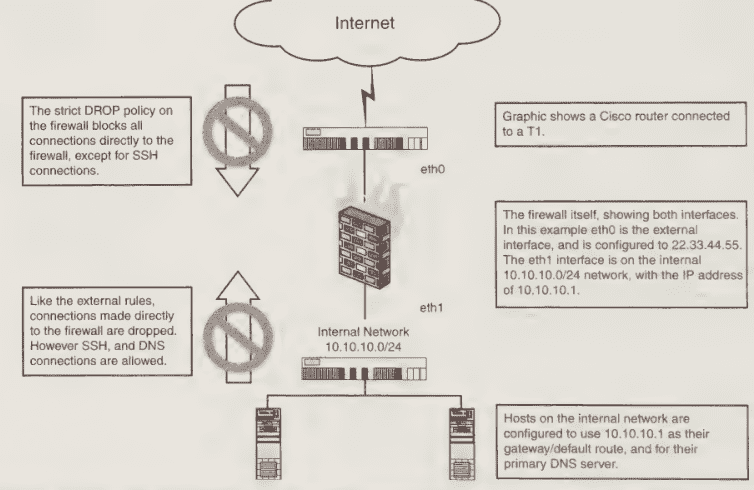 Internet
The strict DROP policy on
the firewall blocks all
connections directly to the
firewall, except for SSH
connections.
Graphic shows a Cisco router connected
to a T1.
eth0
The firewall itself, showing both interfaces.
In this example eth0 is the external
interface, and is configured to 22.33.44.55.
The eth1 interface is on the internal
10.10.10.0/24 network, with the IP address
of 10.10.10.1.
eth1
Like the external rules,
connections made directly
to the firewall are dropped.
However SSH, and DNS
connections are allowed.
Internal Network
10.10.10.0/24
Hosts on the internal network are
configured to use 10.10.10.1 as their
gateway/default route, and for their
primary DNS server.